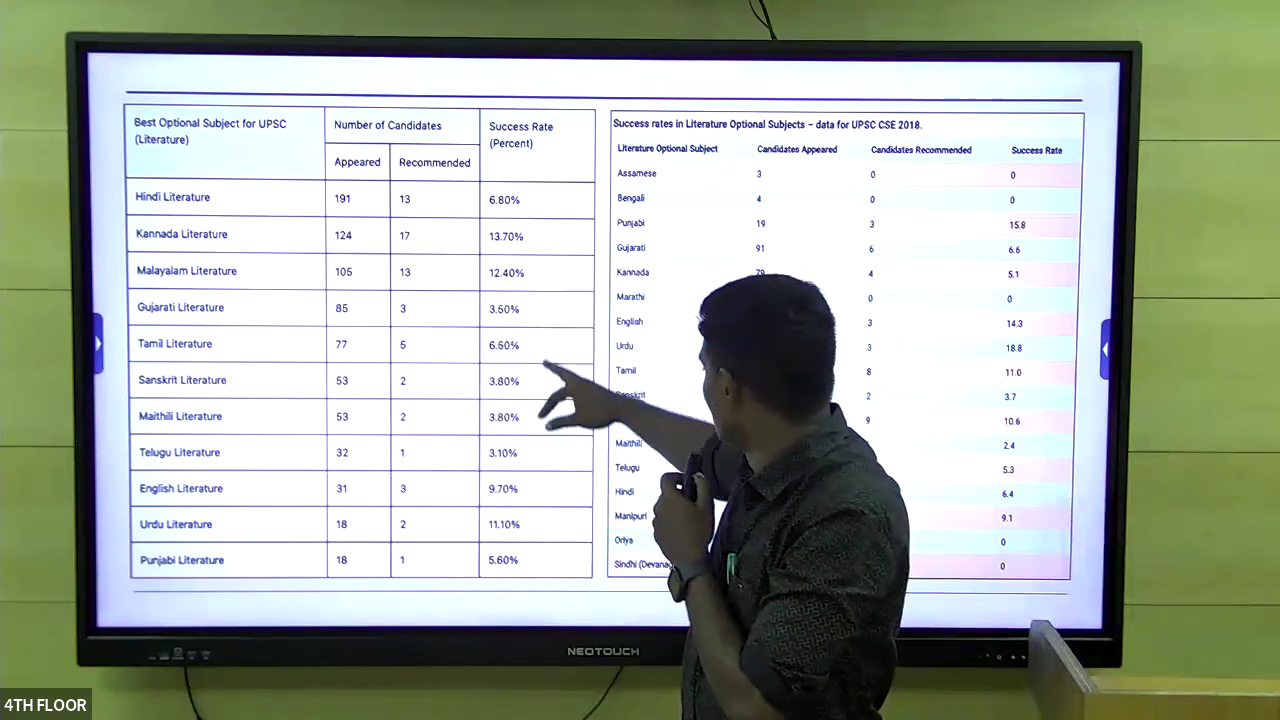 Best Optional Subject for UPSC (Literature) Number of Candidates Success Rate (Percent)
Appeared Recommended
Hindi Literature 191 13 6.80%
Kannada Literature 124 17 13.70%
Malayalam Literature 105 13 12.40%
Gujarati Literature 85 3 3.50%
Tamil Literature 77 5 6.50%
Sanskrit Literature 53 2 3.80%
Maithili Literature 53 2 3.80%
Telugu Literature 32 1 3.10%
English Literature 31 3 9.70%
Urdu Literature 18 2 11.10%
Punjabi Literature 18 1 5.60%
Success rates in Literature Optional Subjects – data for UPSC CSE 2018.
Literature Optional Subject Candidates Appeared Candidates Recommended Success Rate
Assamese 3 0 0
Bengali 4 0 0
Punjabi 19 3 15.8
Gujarati 91 6 6.6
Kannada 79 4 5.1
Marathi 0 0
English 3 14.3
Urdu 3 18.8
Tamil 8 11.0
Sanskrit 2 3.7
9 10.6
Maithili 2.4
Telugu 5.3
Hindi 6.4
Manipuri 9.1
Oriya 0
Sindhi 0
NEOTOUCH
4TH FLOOR